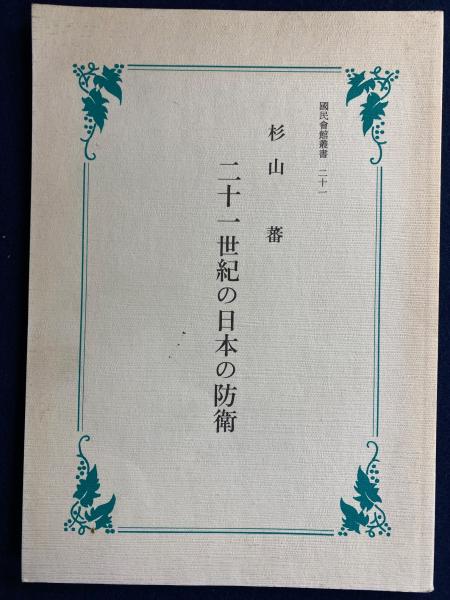 國民會館叢書 二十一
杉山 蕃
二十一世紀の日本の防衛